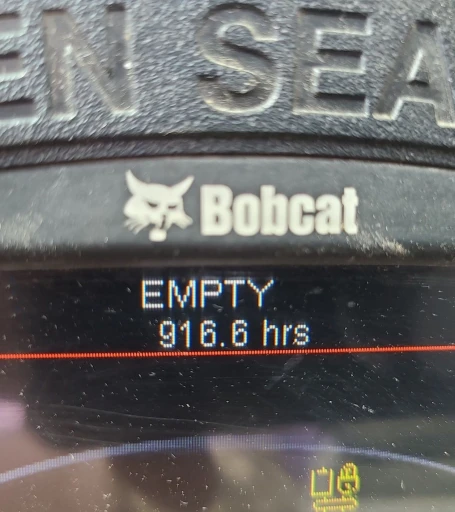 EN SEA
Bobcat
EMPTY
916.6 hrs